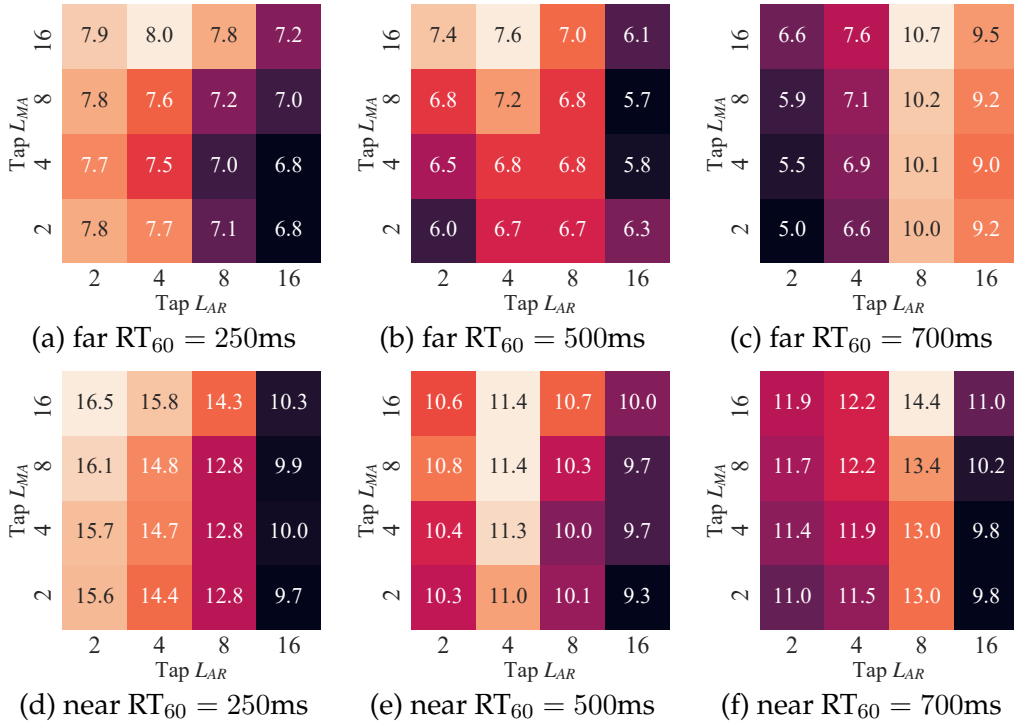 16 7.9 8.0 7.8 7.2
8 7.8 7.6 7.2 7.0
4 7.7 7.5 7.0 6.8
2 7.8 7.7 7.1 6.8
Tap L_MA
2 4 8 16
Tap L_AR
(a) far RT₆₀ = 250ms
16 7.4 7.6 7.0 6.1
8 6.8 7.2 6.8 5.7
4 6.5 6.8 6.8 5.8
2 6.0 6.7 6.7 6.3
Tap L_MA
2 4 8 16
Tap L_AR
(b) far RT₆₀ = 500ms
16 6.6 7.6 10.7 9.5
8 5.9 7.1 10.2 9.2
4 5.5 6.9 10.1 9.0
2 5.0 6.6 10.0 9.2
Tap L_MA
2 4 8 16
Tap L_AR
(c) far RT₆₀ = 700ms
16 16.5 15.8 14.3 10.3
8 16.1 14.8 12.8 9.9
4 15.7 14.7 12.8 10.0
2 15.6 14.4 12.8 9.7
Tap L_MA
2 4 8 16
Tap L_AR
(d) near RT₆₀ = 250ms
16 10.6 11.4 10.7 10.0
8 10.8 11.4 10.3 9.7
4 10.4 11.3 10.0 9.7
2 10.3 11.0 10.1 9.3
Tap L_MA
2 4 8 16
Tap L_AR
(e) near RT₆₀ = 500ms
16 11.9 12.2 14.4 11.0
8 11.7 12.2 13.4 10.2
4 11.4 11.9 13.0 9.8
2 11.0 11.5 13.0 9.8
Tap L_MA
2 4 8 16
Tap L_AR
(f) near RT₆₀ = 700ms